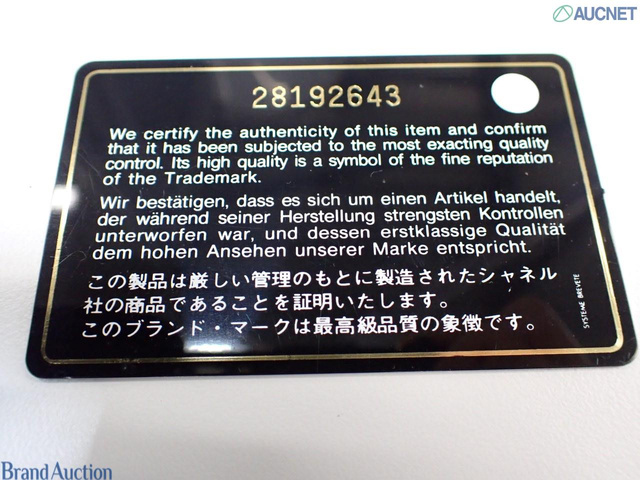 AUCNET
28192643
We certify the authenticity of this item and confirm
that it has been subjected to the most exacting quality
control. Its high quality is a symbol of the fine reputation
of the Trademark.
Wir bestätigen, dass es sich um einen Artikel handelt,
der während seiner Herstellung strengsten Kontrollen
unterworfen war, und dessen erstklassige Qualität
dem hohen Ansehen unserer Marke entspricht.
この製品は厳しい管理のもとに製造されたシャネル
社の商品であることを証明いたします。
このブランド・マークは最高級品質の象徴です。
SYSTEME BREVETE
Brand Auction